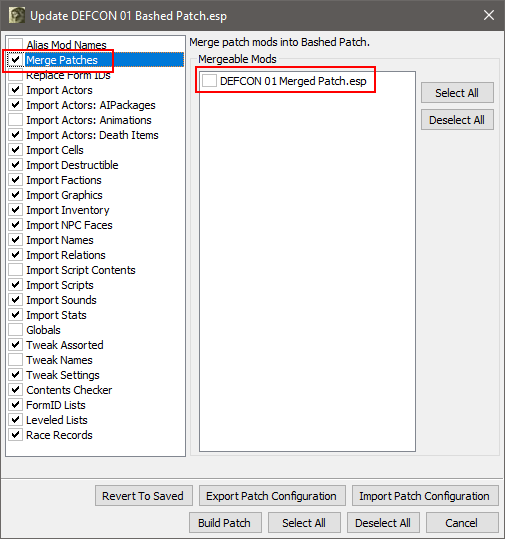 Update DEFCON 01 Bashed Patch.esp
Alias Mod Names
Merge Patches
Replace Form IDs
Import Actors
Import Actors: AIPackages
Import Actors: Animations
Import Actors: Death Items
Import Cells
Import Destructible
Import Factions
Import Graphics
Import Inventory
Import NPC Faces
Import Names
Import Relations
Import Script Contents
Import Scripts
Import Sounds
Import Stats
Globals
Tweak Assorted
Tweak Names
Tweak Settings
Contents Checker
FormID Lists
Leveled Lists
Race Records
Merge patch mods into Bashed Patch.
Mergeable Mods
DEFCON 01 Merged Patch.esp
Select All
Deselect All
Revert To Saved
Export Patch Configuration
Import Patch Configuration
Build Patch
Select All
Deselect All
Cancel